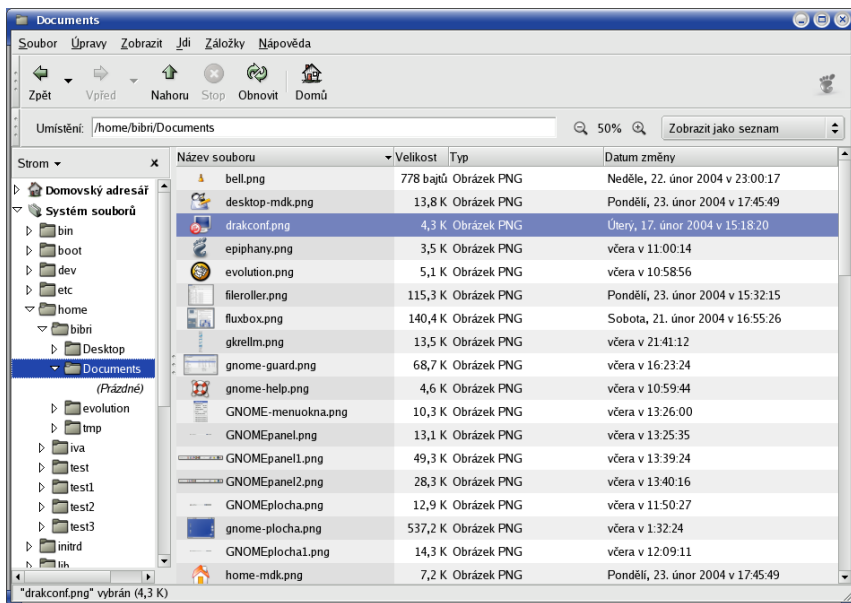 Documents
Soubor Úpravy Zobrazit Jdi Záložky Nápověda
Zpět Vpřed Nahoru Stop Obnovit Domů
Umístění: /home/bibri/Documents 50% Zobrazit jako seznam
Strom
Domovský adresář
Systém souborů
bin
boot
dev
etc
home
bibri
Desktop
Documents
(Prázdné)
evolution
tmp
iva
test
test1
test2
test3
initrd
lib
Název souboru Velikost Typ Datum změny
bell.png 778 bajtů Obrázek PNG Neděle, 22. únor 2004 v 23:00:17
desktop-mdk.png 13,8 K Obrázek PNG Pondělí, 23. únor 2004 v 17:45:49
drakconf.png 4,3 K Obrázek PNG Úterý, 17. únor 2004 v 15:18:20
epiphany.png 3,5 K Obrázek PNG včera v 11:00:14
evolution.png 5,1 K Obrázek PNG včera v 10:58:56
fileroller.png 115,3 K Obrázek PNG Pondělí, 23. únor 2004 v 15:32:15
fluxbox.png 140,4 K Obrázek PNG Sobota, 21. únor 2004 v 16:55:26
gkrellm.png 13,5 K Obrázek PNG včera v 21:41:12
gnome-guard.png 68,7 K Obrázek PNG včera v 16:23:24
gnome-help.png 4,6 K Obrázek PNG včera v 10:59:44
GNOME-menuokna.png 10,3 K Obrázek PNG včera v 13:26:00
GNOMEpanel.png 13,1 K Obrázek PNG včera v 13:25:35
GNOMEpanel1.png 49,3 K Obrázek PNG včera v 13:39:24
GNOMEpanel2.png 28,3 K Obrázek PNG včera v 13:40:16
GNOMEplocha.png 12,9 K Obrázek PNG včera v 11:50:27
gnome-plocha.png 537,2 K Obrázek PNG včera v 1:32:24
GNOMEplocha1.png 14,3 K Obrázek PNG včera v 12:09:11
home-mdk.png 7,2 K Obrázek PNG Pondělí, 23. únor 2004 v 17:45:49
"drakconf.png" vybrán (4,3 K)